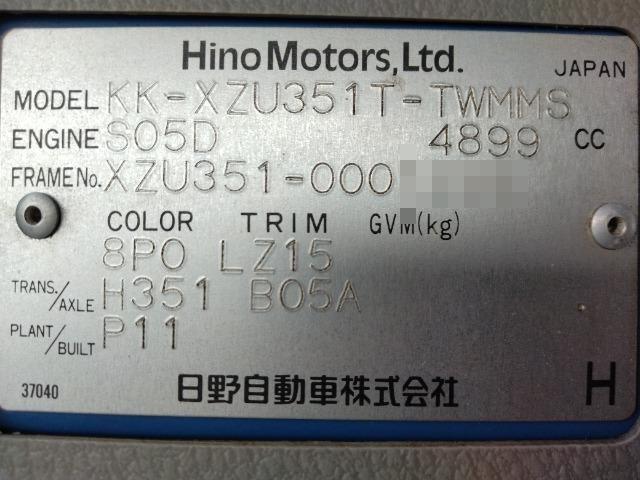 Hino Motors, Ltd.
JAPAN
MODEL KK-XZU351T-TWMMS
ENGINE S05D 4899 CC
FRAME No. XZU351-000
COLOR TRIM GVM(kg)
8P0 LZ15
TRANS./AXLE H351 B05A
PLANT/BUILT P11
37040 日野自動車株式会社 H